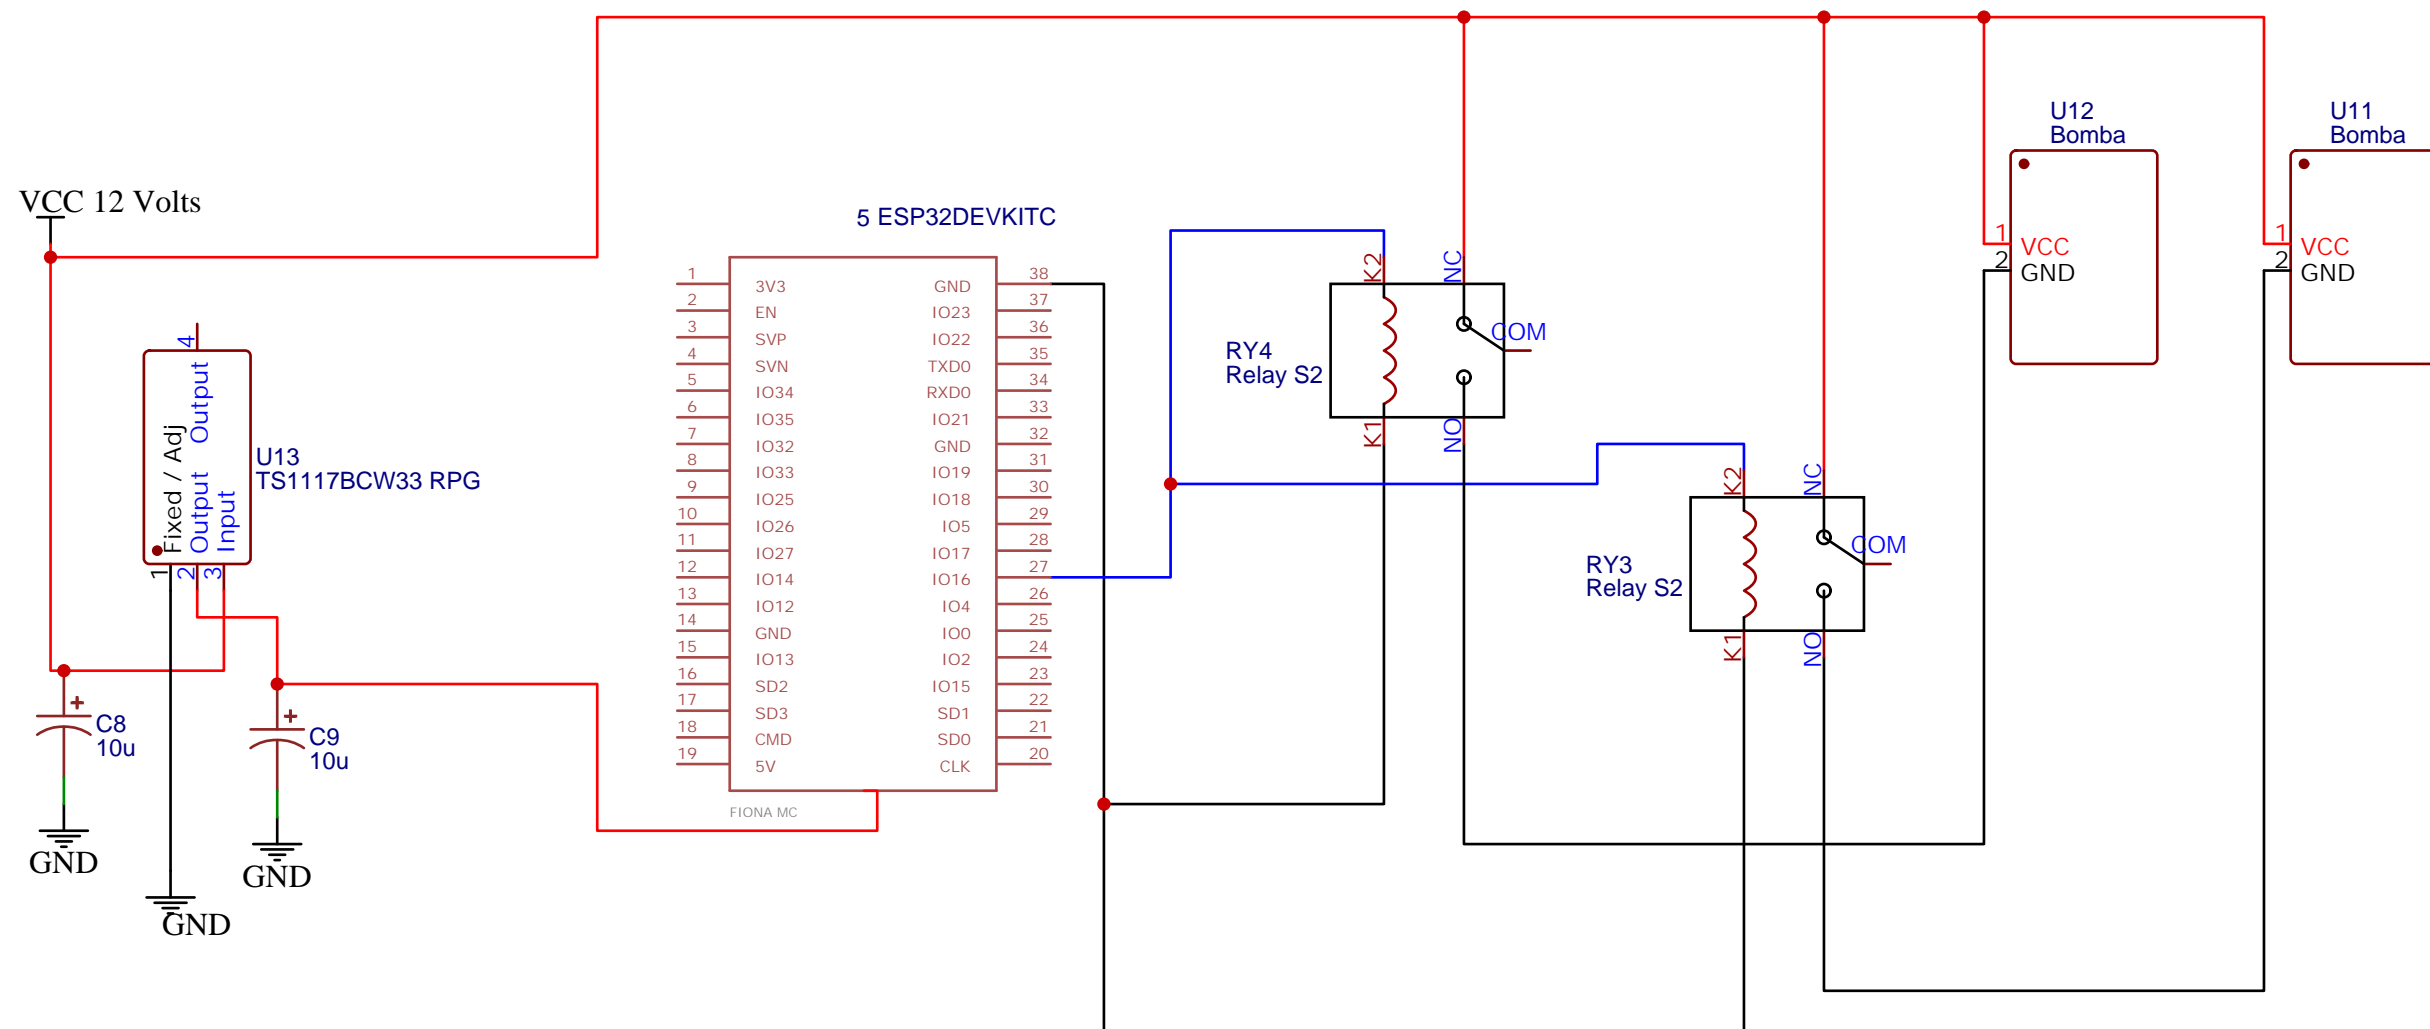 VCC 12 Volts
4
Fixed / Adj
Output
Output
Input
1
2
3
U13
TS1117BCW33 RPG
+
C8
10u
GND
GND
+
C9
10u
GND
5 ESP32DEVKITC
1 3V3 GND 38
2 EN IO23 37
3 SVP IO22 36
4 SVN TXD0 35
5 IO34 RXD0 34
6 IO35 IO21 33
7 IO32 GND 32
8 IO33 IO19 31
9 IO25 IO18 30
10 IO26 IO5 29
11 IO27 IO17 28
12 IO14 IO16 27
13 IO12 IO4 26
14 GND IO0 25
15 IO13 IO2 24
16 SD2 IO15 23
17 SD3 SD1 22
18 CMD SD0 21
19 5V CLK 20
FIONA MC
K2
NC
COM
RY4
Relay S2
K1
NO
K2
NC
COM
RY3
Relay S2
K1
NO
U12
Bomba
1 VCC
2 GND
U11
Bomba
1 VCC
2 GND